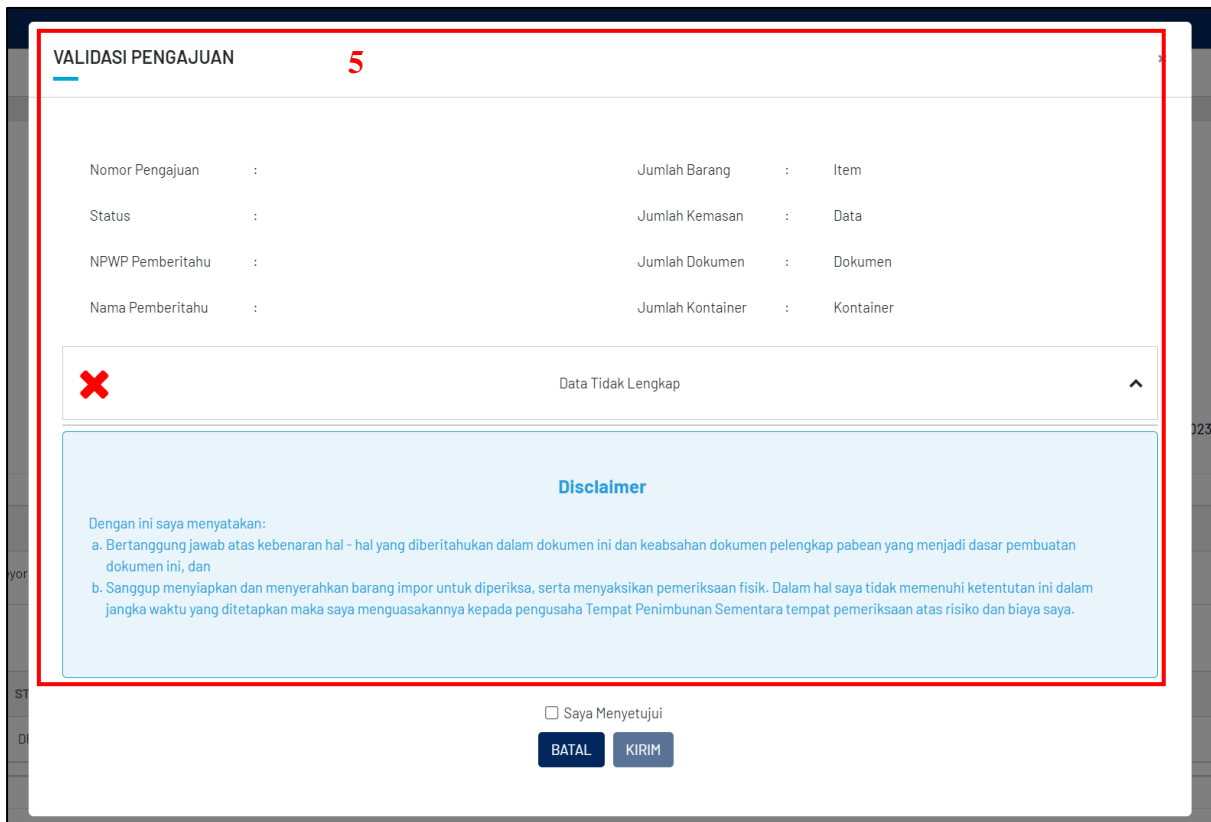 VALIDASI PENGAJUAN 5 ×
Nomor Pengajuan : Jumlah Barang : Item
Status : Jumlah Kemasan : Data
NPWP Pemberitahu : Jumlah Dokumen : Dokumen
Nama Pemberitahu : Jumlah Kontainer : Kontainer
Data Tidak Lengkap
Disclaimer
Dengan ini saya menyatakan:
a. Bertanggung jawab atas kebenaran hal - hal yang diberitahukan dalam dokumen ini dan keabsahan dokumen pelengkap pabean yang menjadi dasar pembuatan
dokumen ini, dan
b. Sanggup menyiapkan dan menyerahkan barang impor untuk diperiksa, serta menyaksikan pemeriksaan fisik. Dalam hal saya tidak memenuhi ketentutan ini dalam
jangka waktu yang ditetapkan maka saya menguasakannya kepada pengusaha Tempat Penimbunan Sementara tempat pemeriksaan atas risiko dan biaya saya.
Saya Menyetujui
BATAL KIRIM